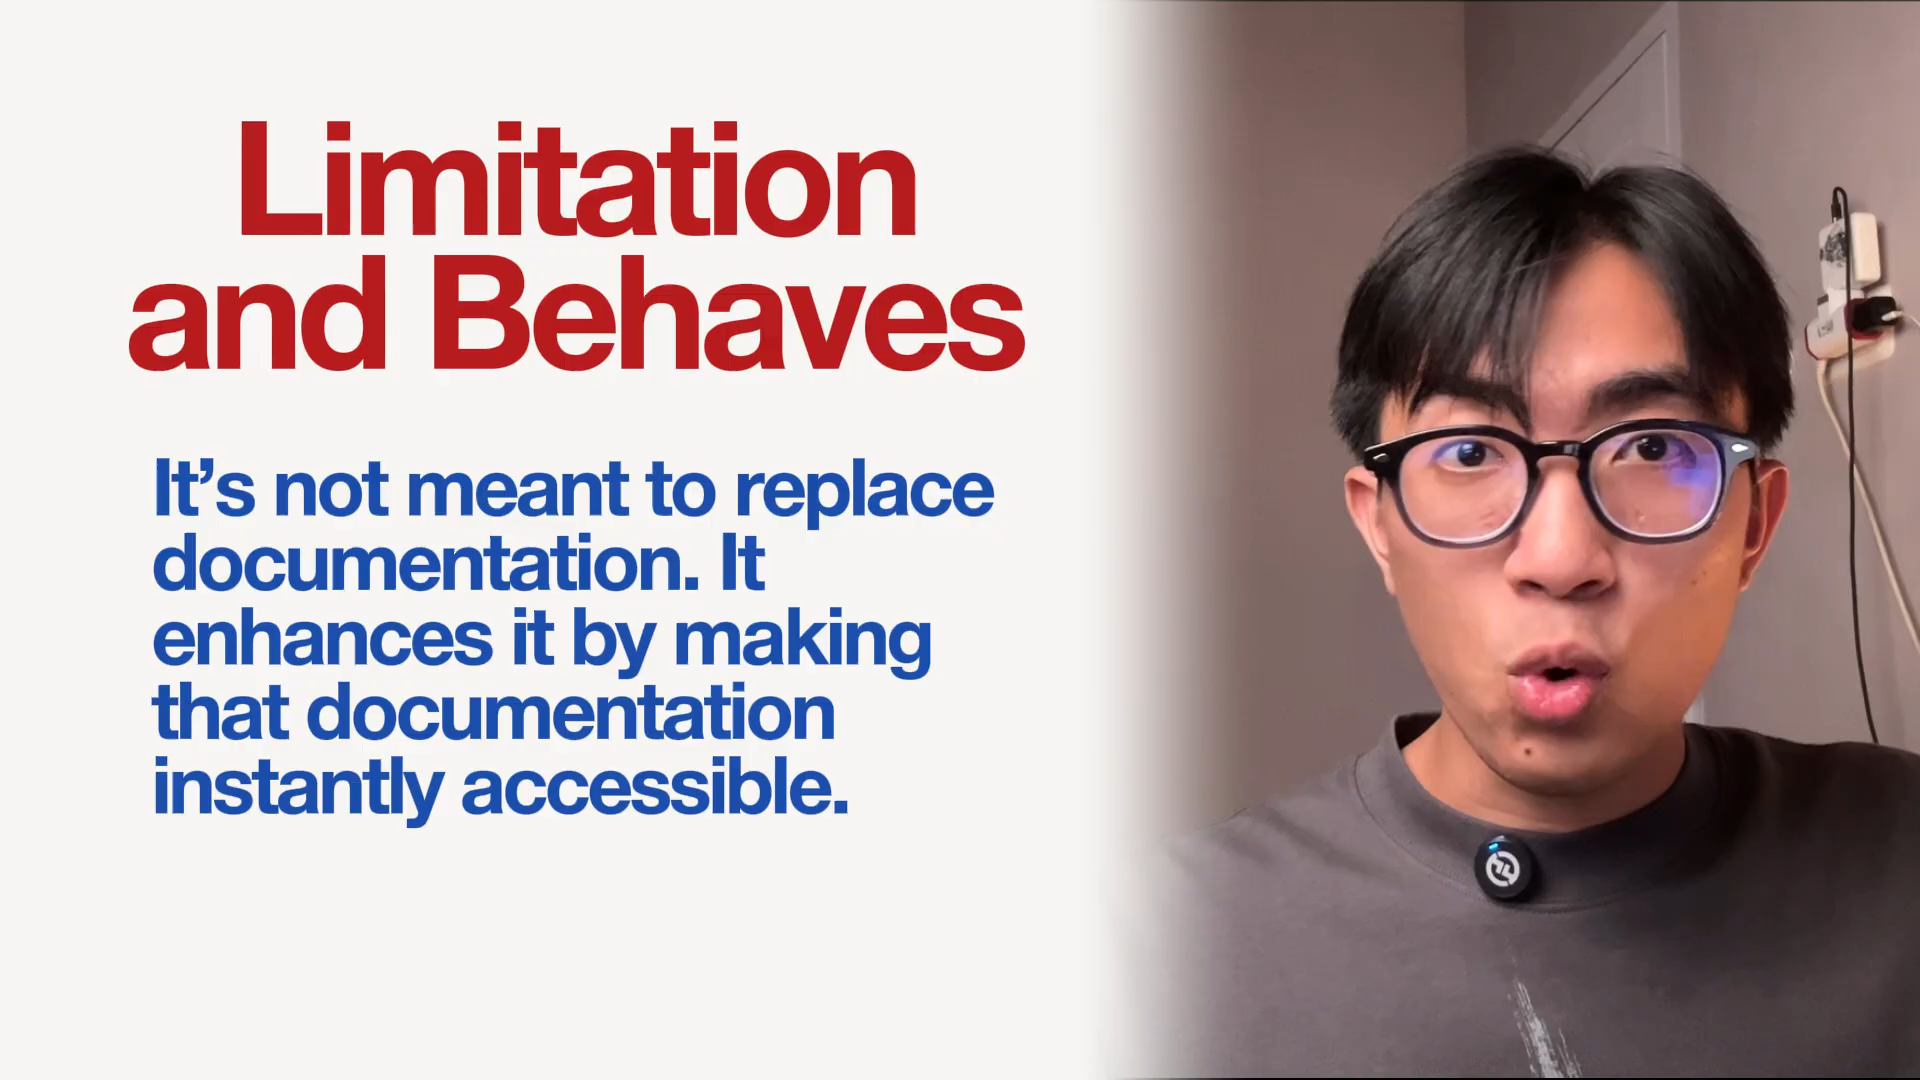 Limitation
and Behaves
It’s not meant to replace
documentation. It
enhances it by making
that documentation
instantly accessible.